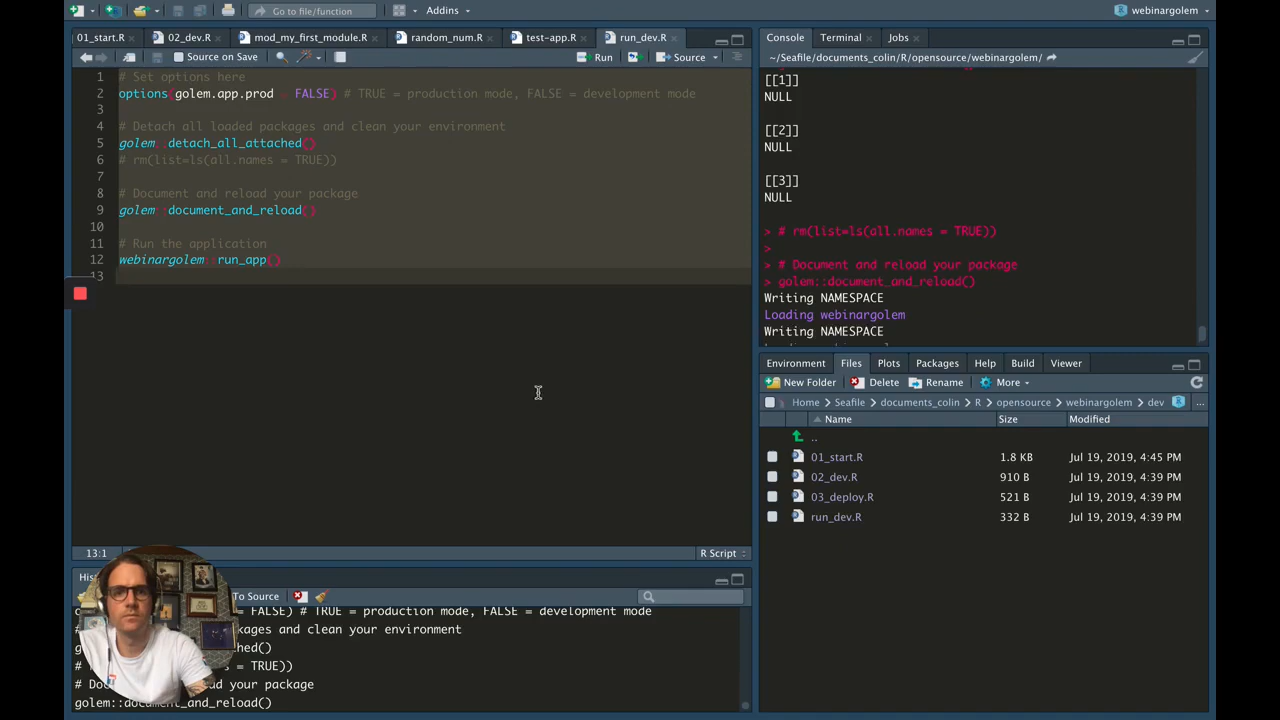 Go to file/function
Addins
webinargolem
01_start.R
02_dev.R
mod_my_first_module.R
random_num.R
test-app.R
run_dev.R
Source on Save
Run
Source
1 # Set options here
2 options(golem.app.prod = FALSE) # TRUE = production mode, FALSE = development mode
3
4 # Detach all loaded packages and clean your environment
5 golem::detach_all_attached()
6 # rm(list=ls(all.names = TRUE))
7
8 # Document and reload your package
9 golem::document_and_reload()
10
11 # Run the application
12 webinargolem::run_app()
13
13:1
R Script
To Source
= FALSE) # TRUE = production mode, FALSE = development mode
kages and clean your environment
ched()
= TRUE))
oad your package
golem::document_and_reload()
Console
Terminal
Jobs
~/Seafile/documents_colin/R/opensource/webinargolem/
[[1]]
NULL
[[2]]
NULL
[[3]]
NULL
> # rm(list=ls(all.names = TRUE))
>
> # Document and reload your package
> golem::document_and_reload()
Writing NAMESPACE
Loading webinargolem
Writing NAMESPACE
Environment
Files
Plots
Packages
Help
Build
Viewer
New Folder
Delete
Rename
More
Home
Seafile
documents_colin
R
opensource
webinargolem
dev
...
Name
Size
Modified
..
01_start.R 1.8 KB Jul 19, 2019, 4:45 PM
02_dev.R 910 B Jul 19, 2019, 4:39 PM
03_deploy.R 521 B Jul 19, 2019, 4:39 PM
run_dev.R 332 B Jul 19, 2019, 4:39 PM